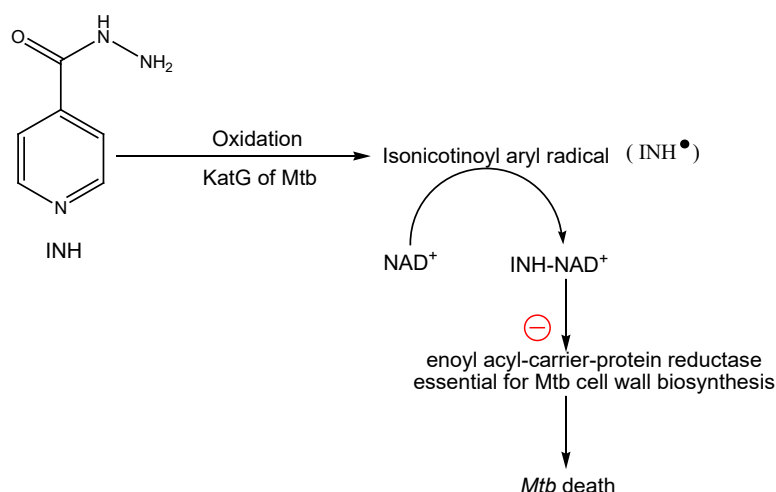 O
H
N
NH₂
N
INH
Oxidation
KatG of Mtb
Isonicotinoyl aryl radical ( INH● )
NAD⁺
INH-NAD⁺
−
enoyl acyl-carrier-protein reductase
essential for Mtb cell wall biosynthesis
Mtb death